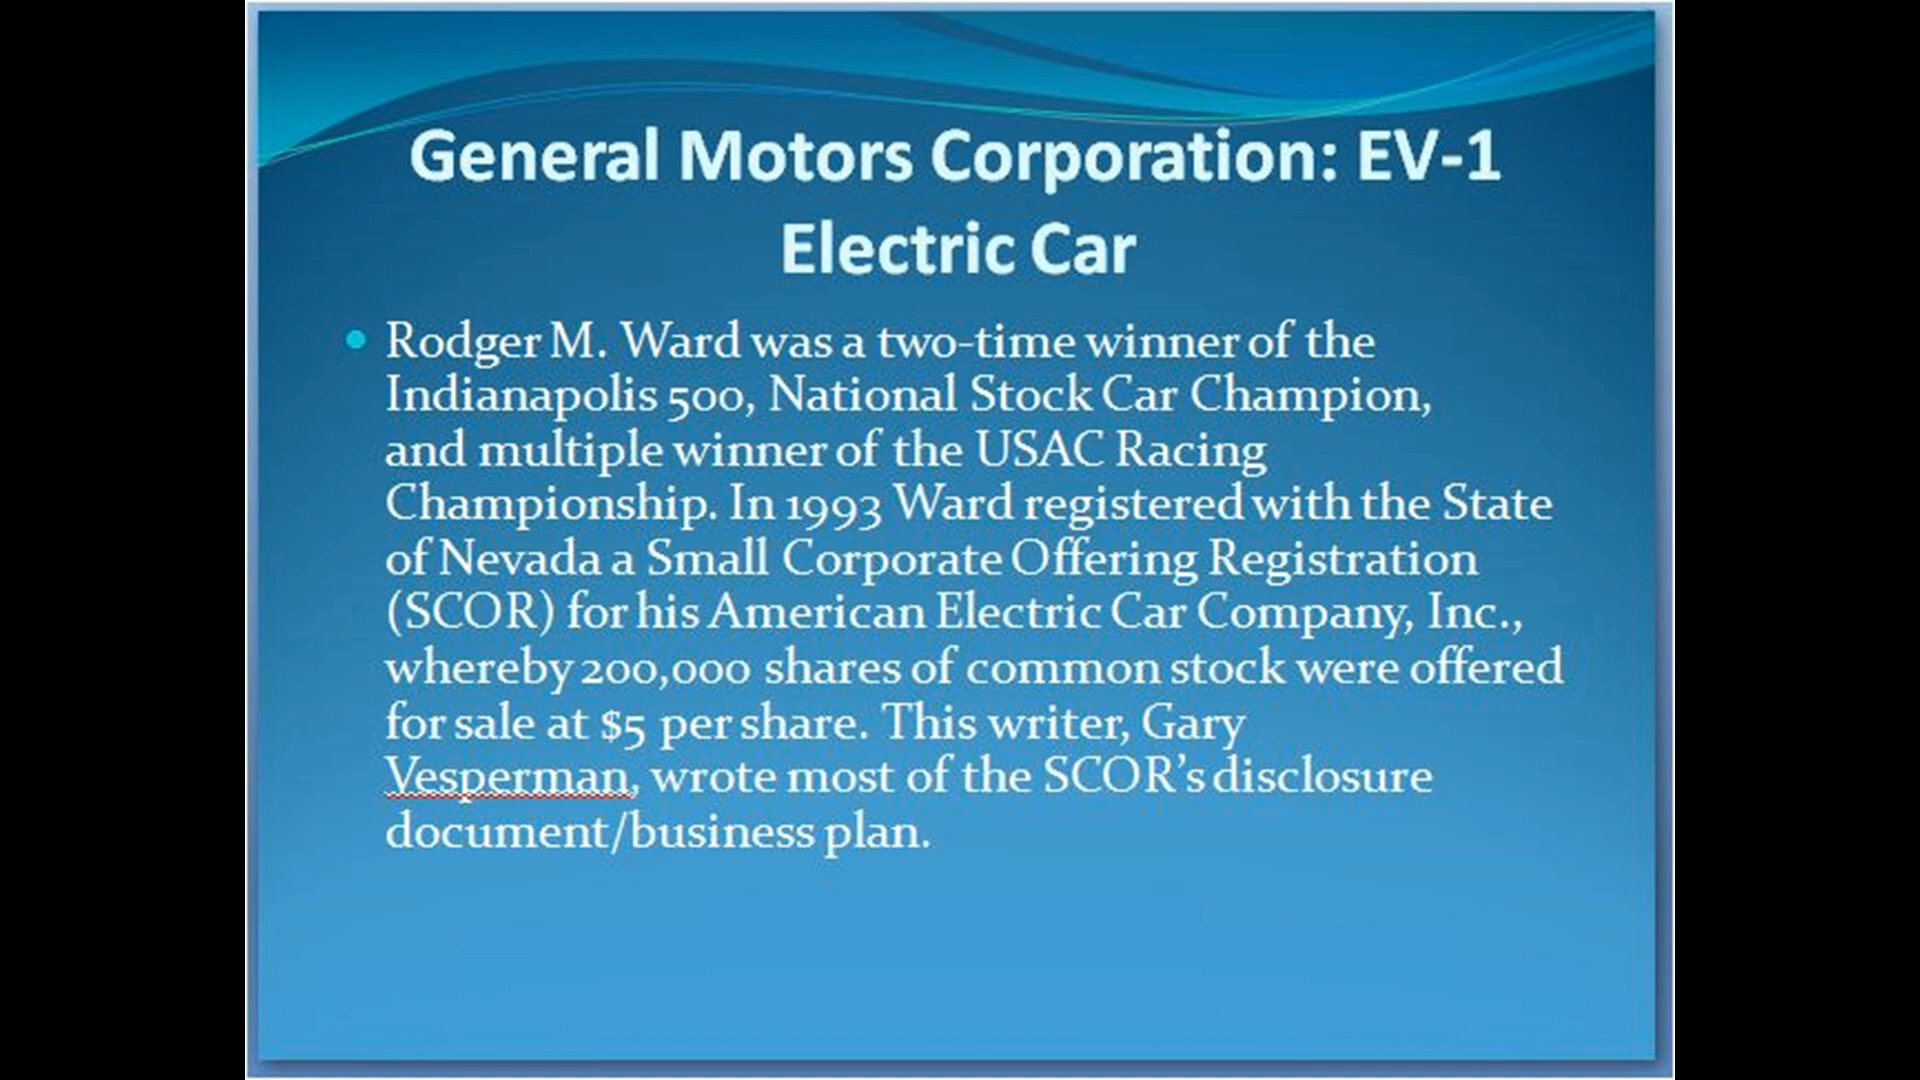 General Motors Corporation: EV-1
Electric Car
• Rodger M. Ward was a two-time winner of the
Indianapolis 500, National Stock Car Champion,
and multiple winner of the USAC Racing
Championship. In 1993 Ward registered with the State
of Nevada a Small Corporate Offering Registration
(SCOR) for his American Electric Car Company, Inc.,
whereby 200,000 shares of common stock were offered
for sale at $5 per share. This writer, Gary
Vesperman, wrote most of the SCOR’s disclosure
document/business plan.